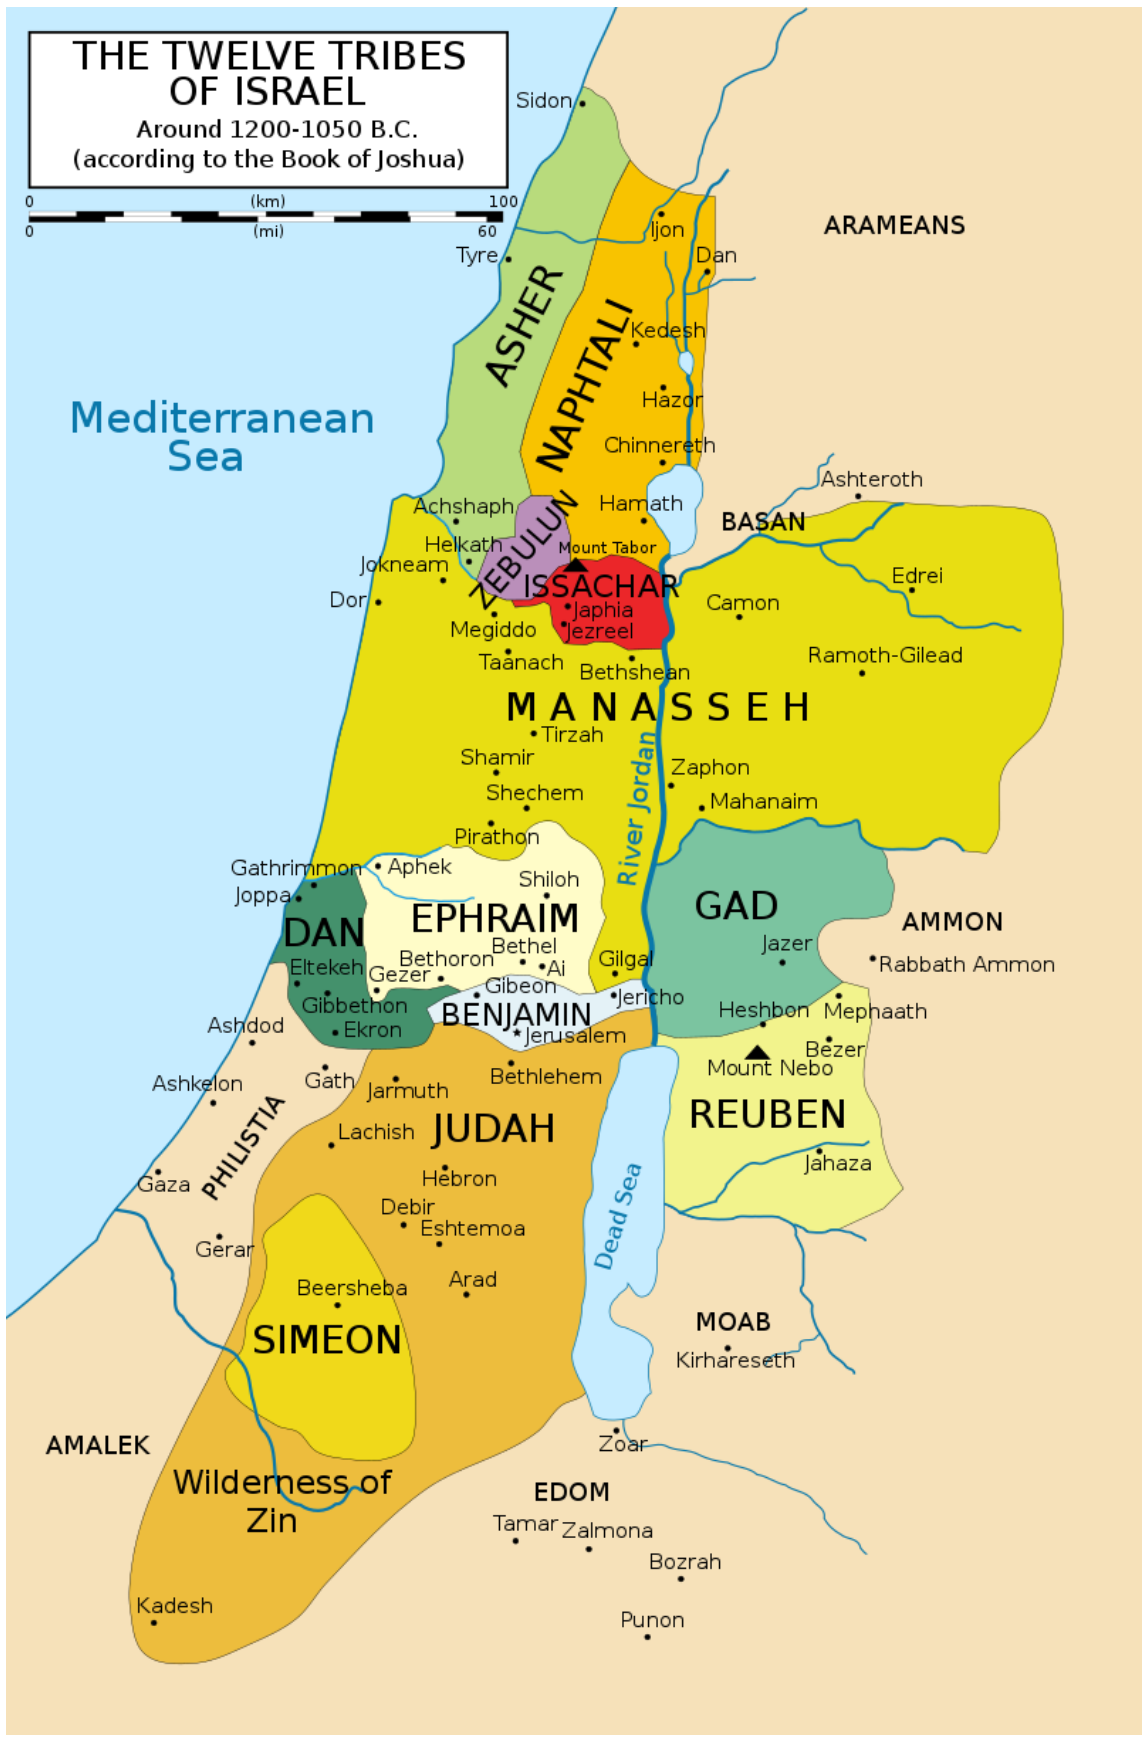 THE TWELVE TRIBES
OF ISRAEL
Around 1200-1050 B.C.
(according to the Book of Joshua)
0 (km) 100
0 (mi) 60
Sidon
Ijon
ARAMEANS
Tyre
Dan
ASHER
NAPHTALI
Kedesh
Hazor
Mediterranean
Sea
Chinnereth
Ashteroth
Achshaph
Hamath
BASAN
ZEBULUN
Helkath
Mount Tabor
Jokneam
ISSACHAR
Edrei
Dor
Japhia
Camon
Megiddo
Jezreel
Taanach
Bethshean
Ramoth-Gilead
MANASSEH
Tirzah
Shamir
Zaphon
River Jordan
Shechem
Mahanaim
Pirathon
Gathrimmon
Aphek
Joppa
Shiloh
DAN
EPHRAIM
GAD
AMMON
Bethel
Jazer
Eltekeh
Gezer
Bethoron
Ai
Gilgal
Rabbath Ammon
Gibbethon
Gibeon
Jericho
Ashdod
Ekron
BENJAMIN
Heshbon
Mephaath
Jerusalem
Bezer
Mount Nebo
Ashkelon
Gath
Jarmuth
Bethlehem
PHILISTIA
Lachish
JUDAH
REUBEN
Jahaza
Gaza
Hebron
Dead Sea
Debir
Eshtemoa
Gerar
Beersheba
Arad
SIMEON
MOAB
Kirhareseth
AMALEK
Zoar
Wilderness of
Zin
EDOM
Tamar
Zalmona
Bozrah
Kadesh
Punon